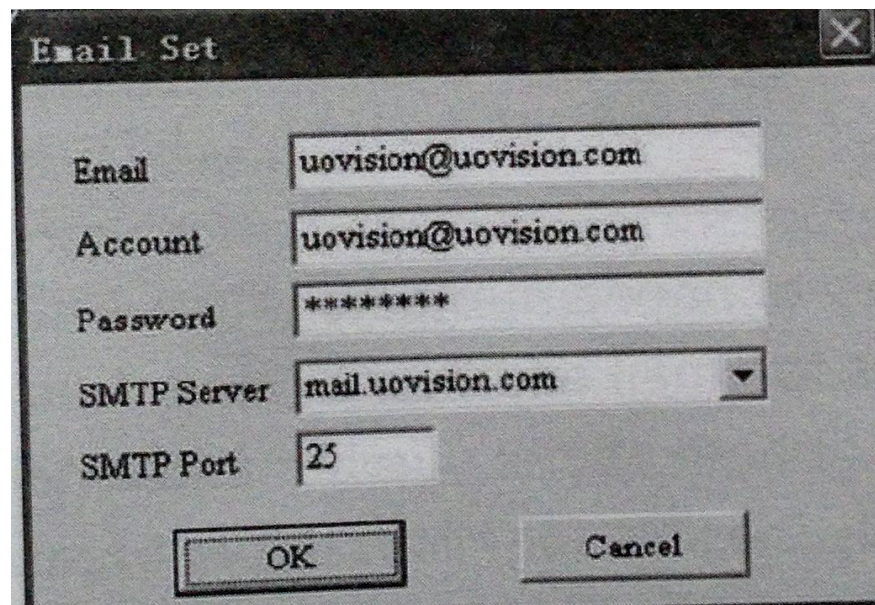 Email Set
Email uovision@uovision.com
Account uovision@uovision.com
Password ********
SMTP Server mail.uovision.com
SMTP Port 25
OK Cancel